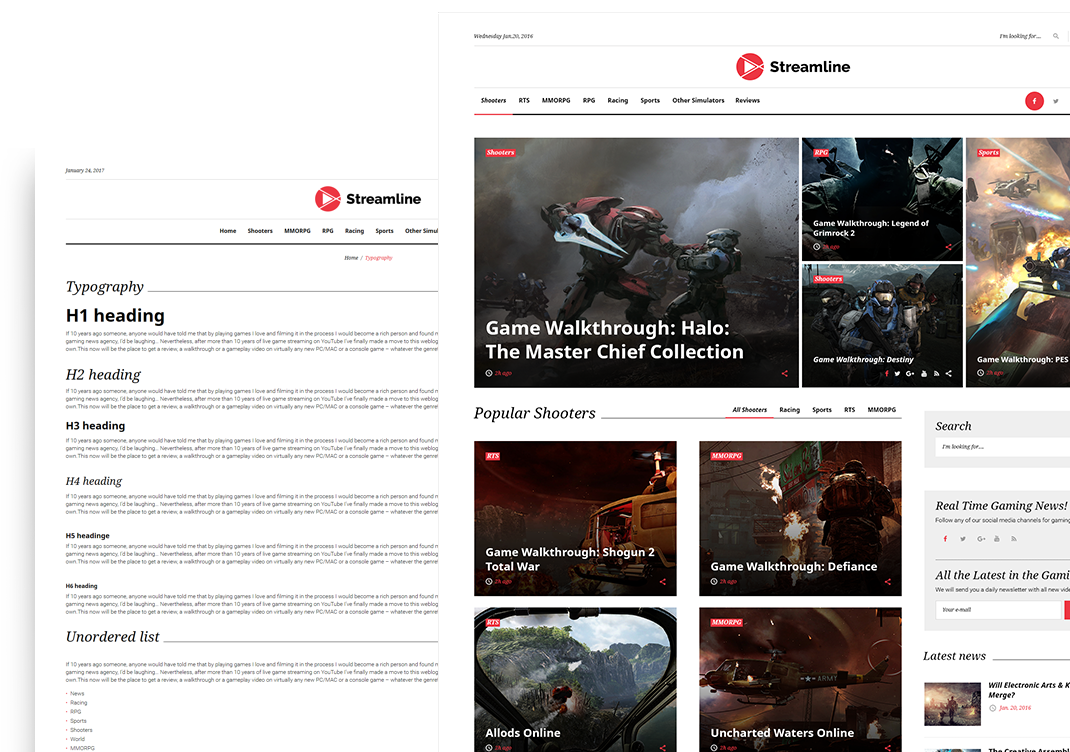 January 24, 2017
Streamline
Home Shooters MMORPG RPG Racing Sports Other Simul
Home / Typography
Typography
H1 heading
If 10 years ago someone, anyone would have told me that by playing games I love and filming it in the process I would become a rich person and found m
gaming news agency, I'd be laughing... Nevertheless, after more than 10 years of live game streaming on YouTube I've finally made a move to this weblog
own.This now will be the place to get a review, a walkthrough or a gameplay video on virtually any new PC/MAC or a console game – whatever the genre
H2 heading
If 10 years ago someone, anyone would have told me that by playing games I love and filming it in the process I would become a rich person and found m
gaming news agency, I'd be laughing... Nevertheless, after more than 10 years of live game streaming on YouTube I've finally made a move to this weblog
own.This now will be the place to get a review, a walkthrough or a gameplay video on virtually any new PC/MAC or a console game – whatever the genre
H3 heading
If 10 years ago someone, anyone would have told me that by playing games I love and filming it in the process I would become a rich person and found m
gaming news agency, I'd be laughing... Nevertheless, after more than 10 years of live game streaming on YouTube I've finally made a move to this weblog
own.This now will be the place to get a review, a walkthrough or a gameplay video on virtually any new PC/MAC or a console game – whatever the genre
H4 heading
If 10 years ago someone, anyone would have told me that by playing games I love and filming it in the process I would become a rich person and found m
gaming news agency, I'd be laughing... Nevertheless, after more than 10 years of live game streaming on YouTube I've finally made a move to this weblog
own.This now will be the place to get a review, a walkthrough or a gameplay video on virtually any new PC/MAC or a console game – whatever the genre
H5 headinge
If 10 years ago someone, anyone would have told me that by playing games I love and filming it in the process I would become a rich person and found m
gaming news agency, I'd be laughing... Nevertheless, after more than 10 years of live game streaming on YouTube I've finally made a move to this weblog
own.This now will be the place to get a review, a walkthrough or a gameplay video on virtually any new PC/MAC or a console game – whatever the genre
H6 heading
If 10 years ago someone, anyone would have told me that by playing games I love and filming it in the process I would become a rich person and found m
gaming news agency, I'd be laughing... Nevertheless, after more than 10 years of live game streaming on YouTube I've finally made a move to this weblog
own.This now will be the place to get a review, a walkthrough or a gameplay video on virtually any new PC/MAC or a console game – whatever the genre
Unordered list
If 10 years ago someone, anyone would have told me that by playing games I love and filming it in the process I would become a rich person and found m
gaming news agency, I'd be laughing... Nevertheless, after more than 10 years of live game streaming on YouTube I've finally made a move to this weblog
own.This now will be the place to get a review, a walkthrough or a gameplay video on virtually any new PC/MAC or a console game – whatever the genre
News
Racing
RPG
Sports
Shooters
World
MMORPG
Wednesday Jan.20, 2016
I'm looking for...
Streamline
Shooters RTS MMORPG RPG Racing Sports Other Simulators Reviews
Shooters
Game Walkthrough: Halo:
The Master Chief Collection
2h ago
RPG
Game Walkthrough: Legend of
Grimrock 2
2h ago
Shooters
Game Walkthrough: Destiny
Sports
Game Walkthrough: PES
2h ago
Popular Shooters
All Shooters Racing Sports RTS MMORPG
RTS
Game Walkthrough: Shogun 2
Total War
2h ago
MMORPG
Game Walkthrough: Defiance
2h ago
RTS
Allods Online
2h ago
MMORPG
ARMY
Uncharted Waters Online
2h ago
Search
I'm looking for...
Real Time Gaming News!
Follow any of our social media channels for gaming
All the Latest in the Gami
We will send you a daily newsletter with all new vide
Your e-mail
Latest news
Will Electronic Arts & K
Merge?
Jan. 20, 2016
The Creative Assembl